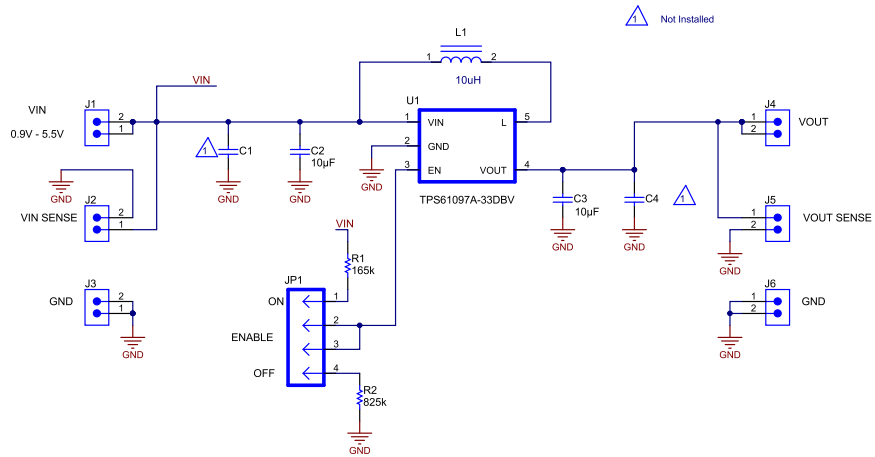 1 Not Installed
L1
1 2
10uH
VIN
U1
VIN
J1
2
1
0.9V - 5.5V
1 VIN
L 5
2 GND
3 EN
VOUT 4
TPS61097A-33DBV
1 C1
C2
10µF
GND
GND
GND
GND
J2
2
1
VIN SENSE
C3
10µF
C4
1
GND
GND
J4
1
2
VOUT
J5
1
2
VOUT SENSE
GND
VIN
R1
165k
JP1
ON
1
2
ENABLE
3
OFF
4
R2
825k
GND
J3
2
1
GND
GND
J6
1
2
GND
GND